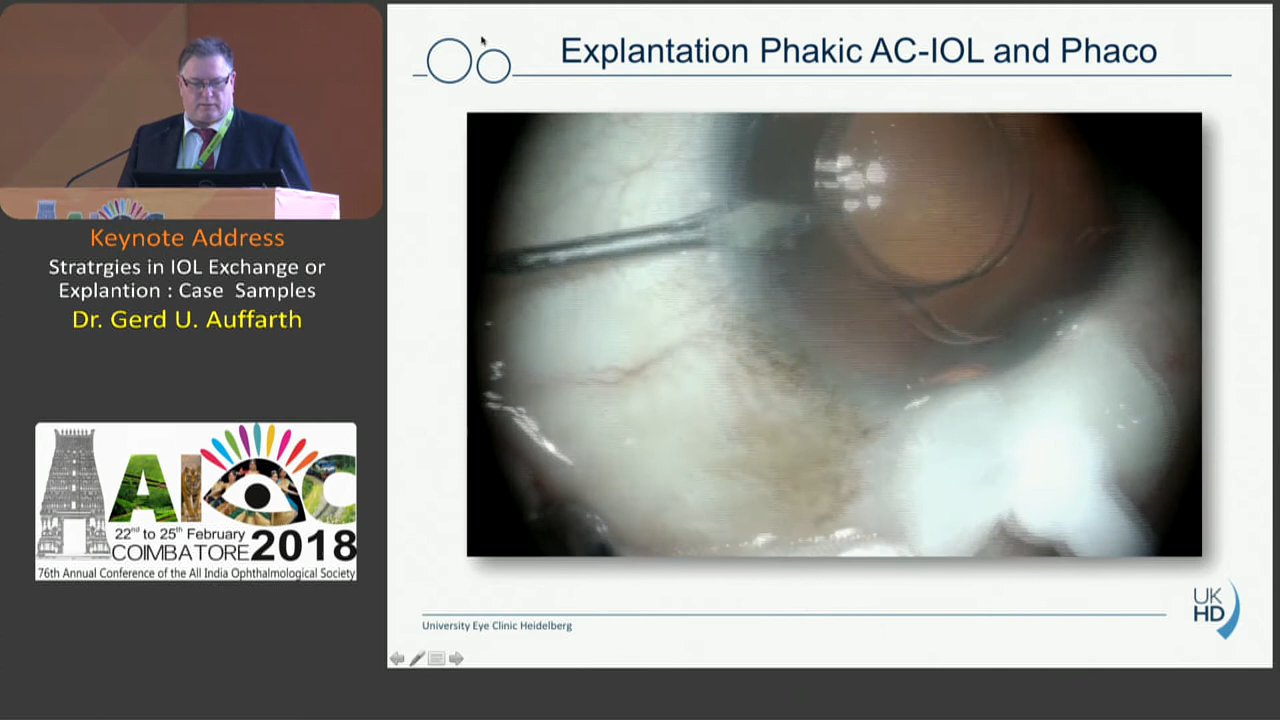 Keynote Address
Stratrgies in IOL Exchange or
Explantion : Case Samples
Dr. Gerd U. Auffarth
AIOC
22nd to 25th February
COIMBATORE 2018
76th Annual Conference of the All India Ophthalmological Society
Explantation Phakic AC-IOL and Phaco
University Eye Clinic Heidelberg
UK
HD